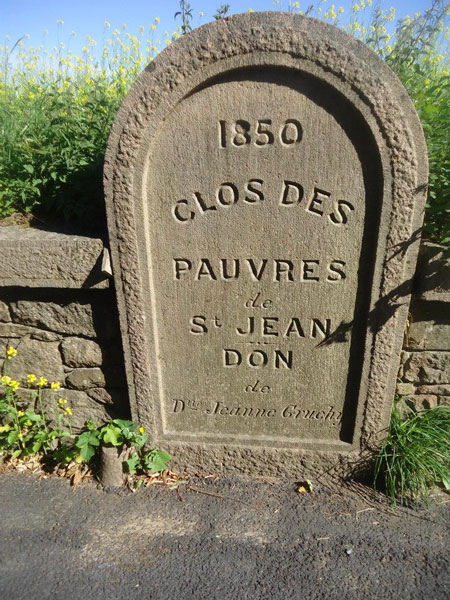 1850
CLOS DES
PAUVRES
de
St JEAN
DON
de
Dlle Jeanne Gruchy